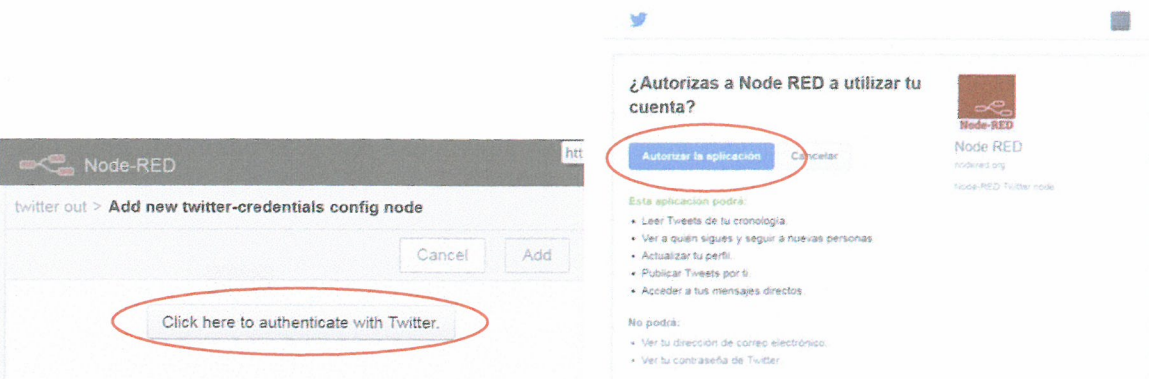 Node-RED
htt
twitter out > Add new twitter-credentials config node
Cancel
Add
Click here to authenticate with Twitter.
¿Autorizas a Node RED a utilizar tu
cuenta?
Autorizar la aplicación
Cancelar
Node-RED
Node RED
nodered.org
Node-RED Twitter node
Esta aplicación podrá:
• Leer Tweets de tu cronología.
• Ver a quién sigues y seguir a nuevas personas.
• Actualizar tu perfil.
• Publicar Tweets por ti.
• Acceder a tus mensajes directos.
No podrá:
• Ver tu dirección de correo electrónico.
• Ver tu contraseña de Twitter.